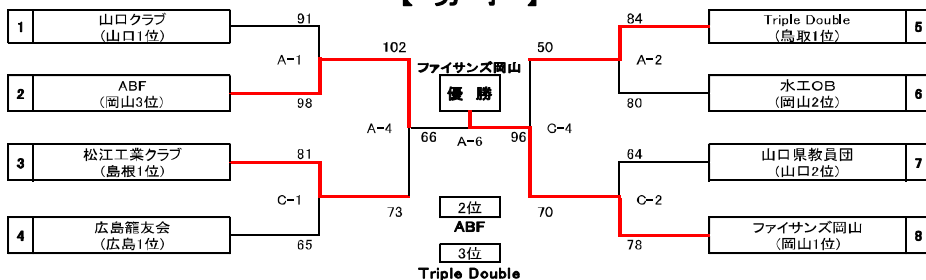 【 男 子 】
1
山口クラブ
(山口1位)
91
A-1
2
ABF
(岡山3位)
98
102
A-4
3
松江工業クラブ
(島根1位)
81
C-1
4
広島籠友会
(広島1位)
65
73
ファイサンズ岡山
優 勝
66
A-6
96
2位
ABF
3位
Triple Double
50
C-4
70
84
Triple Double
(鳥取1位)
5
A-2
80
水工OB
(岡山2位)
6
64
山口県教員団
(山口2位)
7
C-2
78
ファイサンズ岡山
(岡山1位)
8